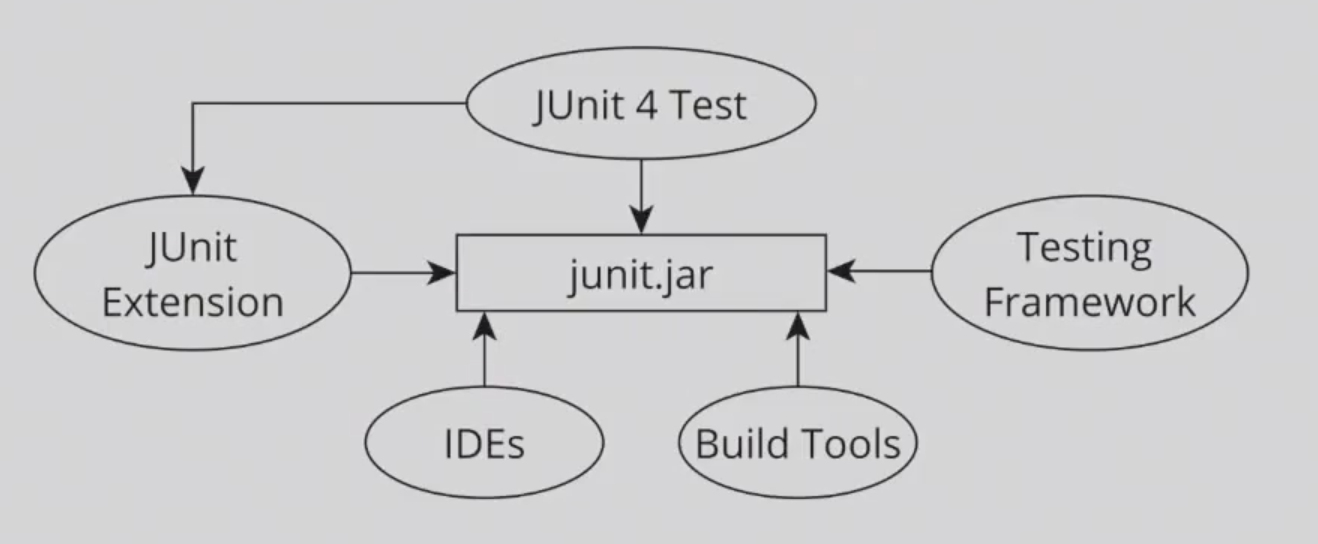 JUnit 4 Test
JUnit
Extension
junit.jar
Testing
Framework
IDEs
Build Tools